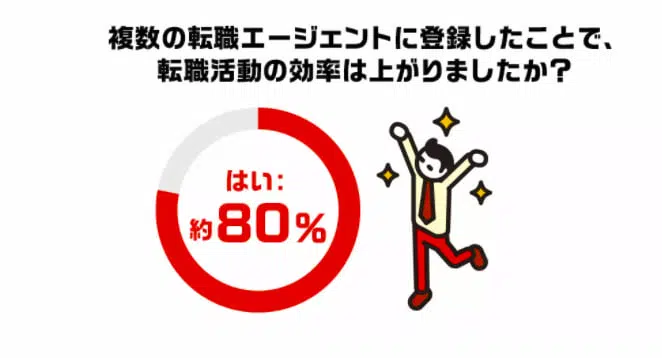 複数の転職エージェントに登録したことで、
転職活動の効率は上がりましたか？
はい：
約80%